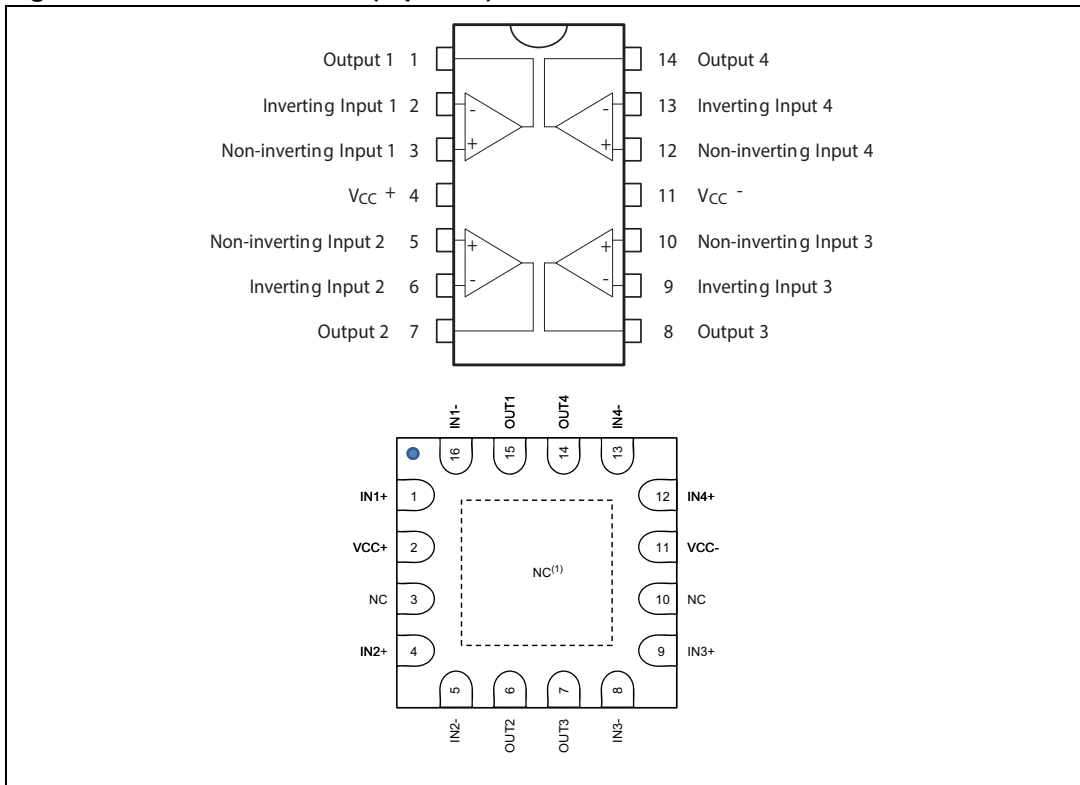 Output 1 1
Inverting Input 1 2
Non-inverting Input 1 3
VCC + 4
Non-inverting Input 2 5
Inverting Input 2 6
Output 2 7
14 Output 4
13 Inverting Input 4
12 Non-inverting Input 4
11 VCC -
10 Non-inverting Input 3
9 Inverting Input 3
8 Output 3
- +
- +
+ -
+ -
IN1- OUT1 OUT4 IN4-
16 15 14 13
IN1+ 1
VCC+ 2
NC 3
IN2+ 4
NC(1)
12 IN4+
11 VCC-
10 NC
9 IN3+
5 6 7 8
IN2- OUT2 OUT3 IN3-